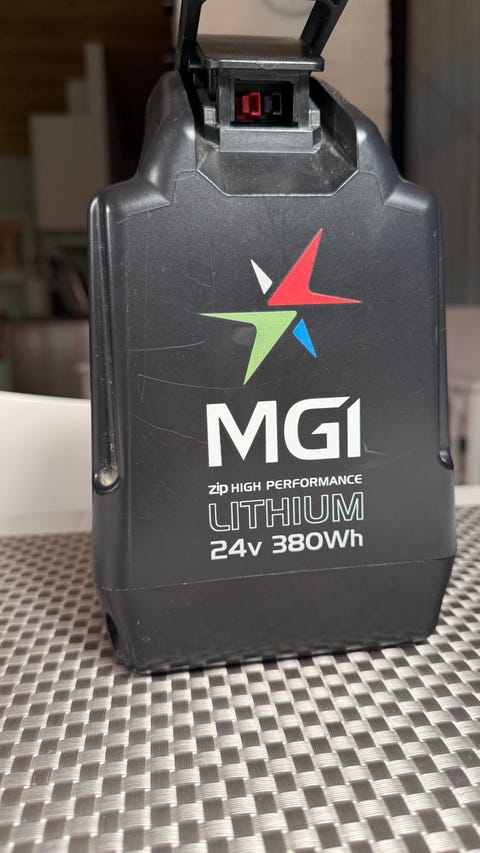 MGI
zip HIGH PERFORMANCE
LITHIUM
24v 380Wh